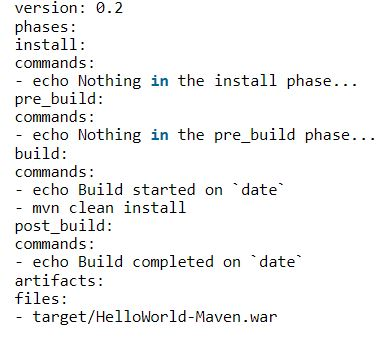 version: 0.2
phases:
install:
commands:
- echo Nothing in the install phase...
pre_build:
commands:
- echo Nothing in the pre_build phase...
build:
commands:
- echo Build started on `date`
- mvn clean install
post_build:
commands:
- echo Build completed on `date`
artifacts:
files:
- target/HelloWorld-Maven.war